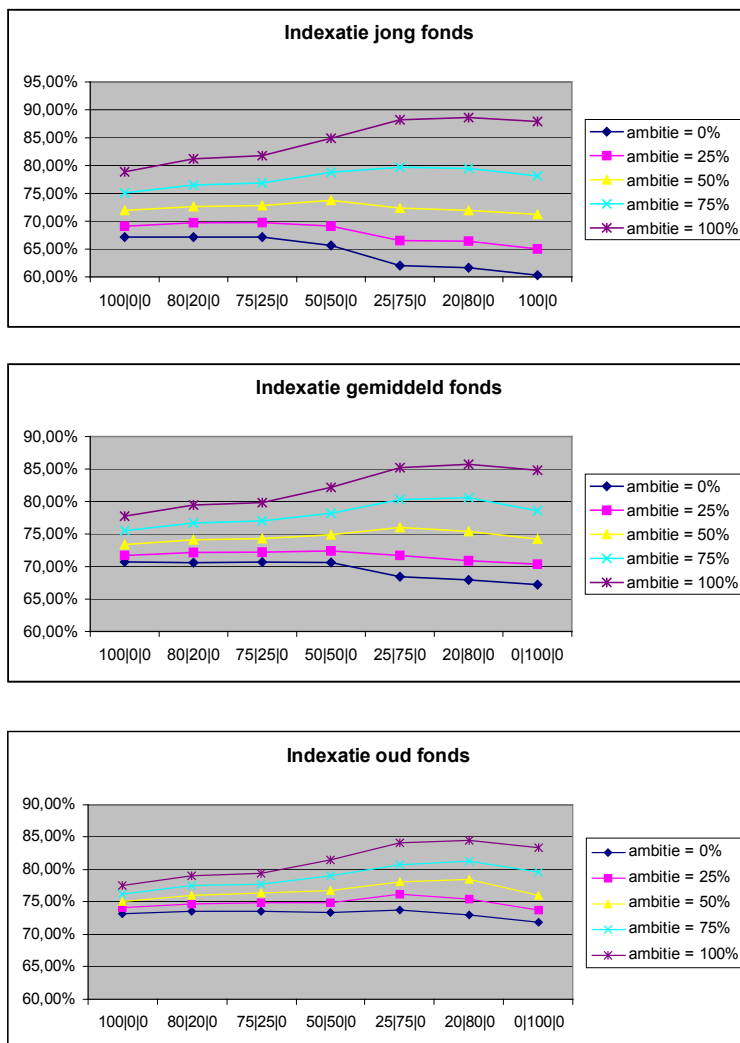 Indexatie jong fonds
95,00%
90,00%
85,00%
80,00%
75,00%
70,00%
65,00%
60,00%
100|0|0 80|20|0 75|25|0 50|50|0 25|75|0 20|80|0 100|0
ambitie = 0%
ambitie = 25%
ambitie = 50%
ambitie = 75%
ambitie = 100%
Indexatie gemiddeld fonds
90,00%
85,00%
80,00%
75,00%
70,00%
65,00%
60,00%
100|0|0 80|20|0 75|25|0 50|50|0 25|75|0 20|80|0 0|100|0
ambitie = 0%
ambitie = 25%
ambitie = 50%
ambitie = 75%
ambitie = 100%
Indexatie oud fonds
90,00%
85,00%
80,00%
75,00%
70,00%
65,00%
60,00%
100|0|0 80|20|0 75|25|0 50|50|0 25|75|0 20|80|0 0|100|0
ambitie = 0%
ambitie = 25%
ambitie = 50%
ambitie = 75%
ambitie = 100%